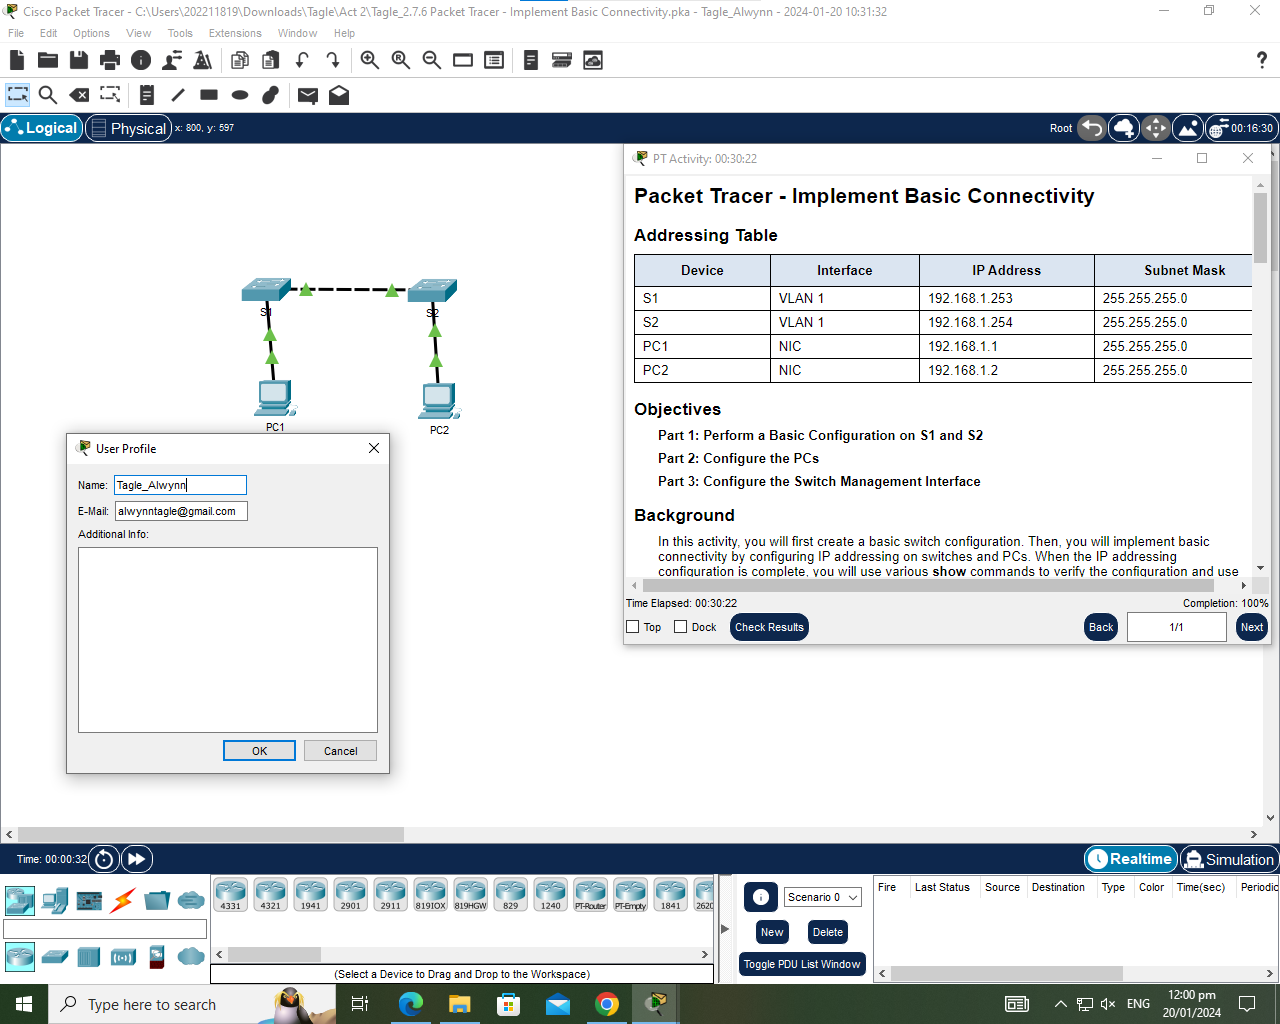 Cisco Packet Tracer - C:\Users\202211819\Downloads\Tagle\Act 2\Tagle_2.7.6 Packet Tracer - Implement Basic Connectivity.pka - Tagle_Alwynn - 2024-01-20 10:31:32
File Edit Options View Tools Extensions Window Help
Logical Physical x: 800, y: 597 Root 00:16:30
PT Activity: 00:30:22
Packet Tracer - Implement Basic Connectivity
Addressing Table
Device Interface IP Address Subnet Mask
S1 VLAN 1 192.168.1.253 255.255.255.0
S2 VLAN 1 192.168.1.254 255.255.255.0
PC1 NIC 192.168.1.1 255.255.255.0
PC2 NIC 192.168.1.2 255.255.255.0
Objectives
Part 1: Perform a Basic Configuration on S1 and S2
Part 2: Configure the PCs
Part 3: Configure the Switch Management Interface
Background
In this activity, you will first create a basic switch configuration. Then, you will implement basic
connectivity by configuring IP addressing on switches and PCs. When the IP addressing
configuration is complete, you will use various show commands to verify the configuration and use
Time Elapsed: 00:30:22 Completion: 100%
Top Dock Check Results Back 1/1 Next
S1 S2
PC1 PC2
User Profile
Name: Tagle_Alwynn
E-Mail: alwynntagle@gmail.com
Additional Info:
OK Cancel
Time: 00:00:32 Realtime Simulation
4331 4321 1941 2901 2911 819IOX 819HGW 829 1240 PT-Router PT-Empty 1841 2620
(Select a Device to Drag and Drop to the Workspace)
Scenario 0
New Delete
Toggle PDU List Window
Fire Last Status Source Destination Type Color Time(sec) Periodic
Type here to search
ENG 12:00 pm
20/01/2024